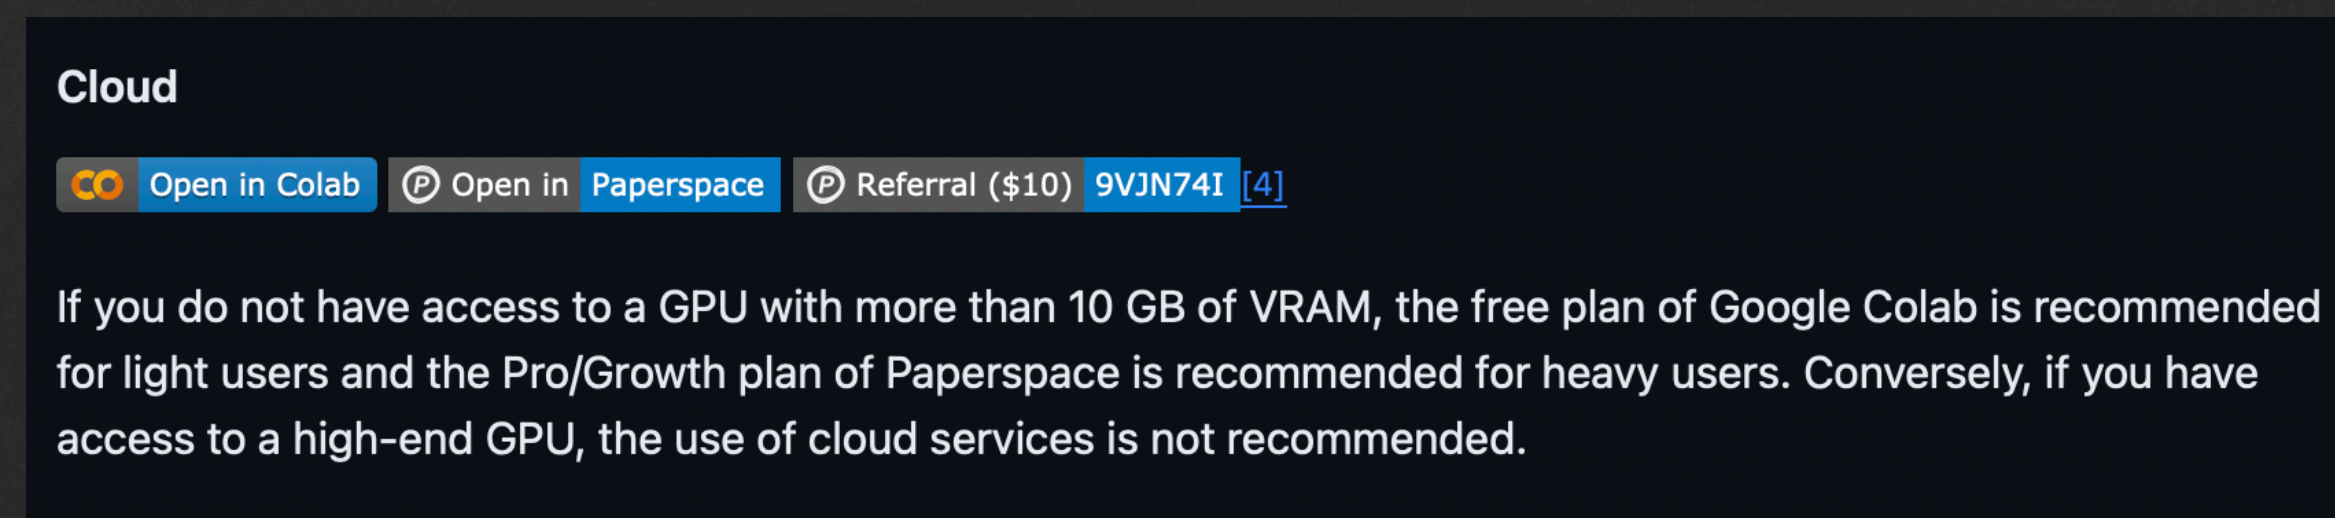 Cloud
Open in Colab Open in Paperspace Referral ($10) 9VJN74I [4]
If you do not have access to a GPU with more than 10 GB of VRAM, the free plan of Google Colab is recommended
for light users and the Pro/Growth plan of Paperspace is recommended for heavy users. Conversely, if you have
access to a high-end GPU, the use of cloud services is not recommended.